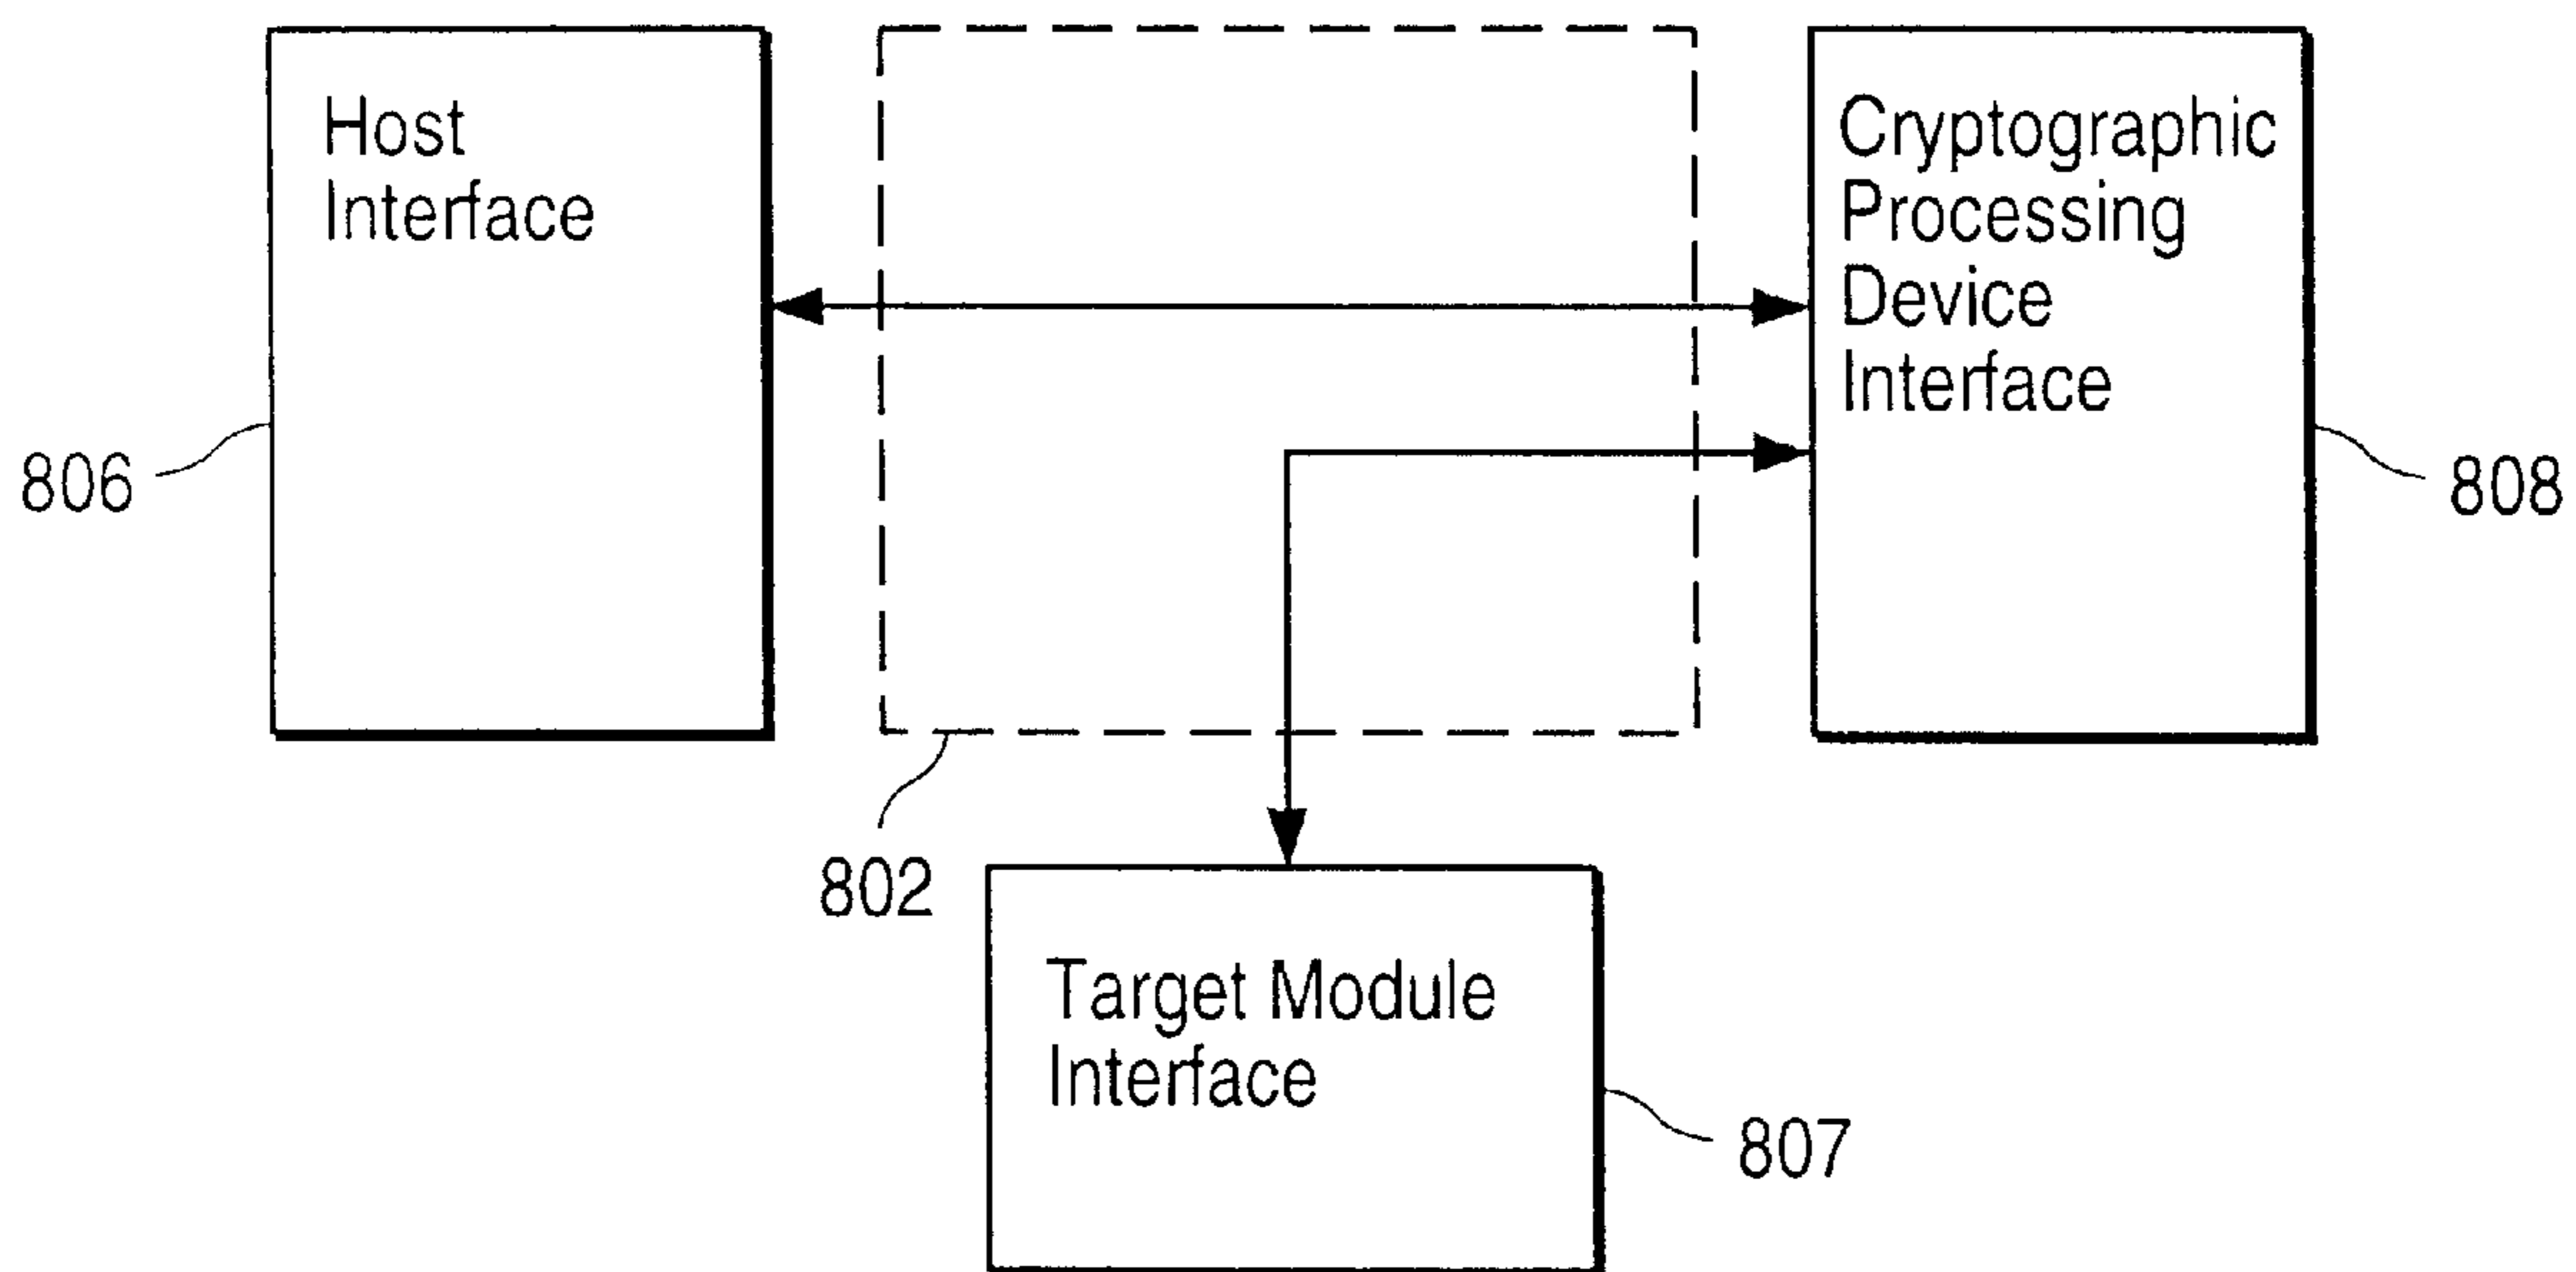 Host
Interface
Cryptographic
Processing
Device
Interface
806
808
802
Target Module
Interface
807